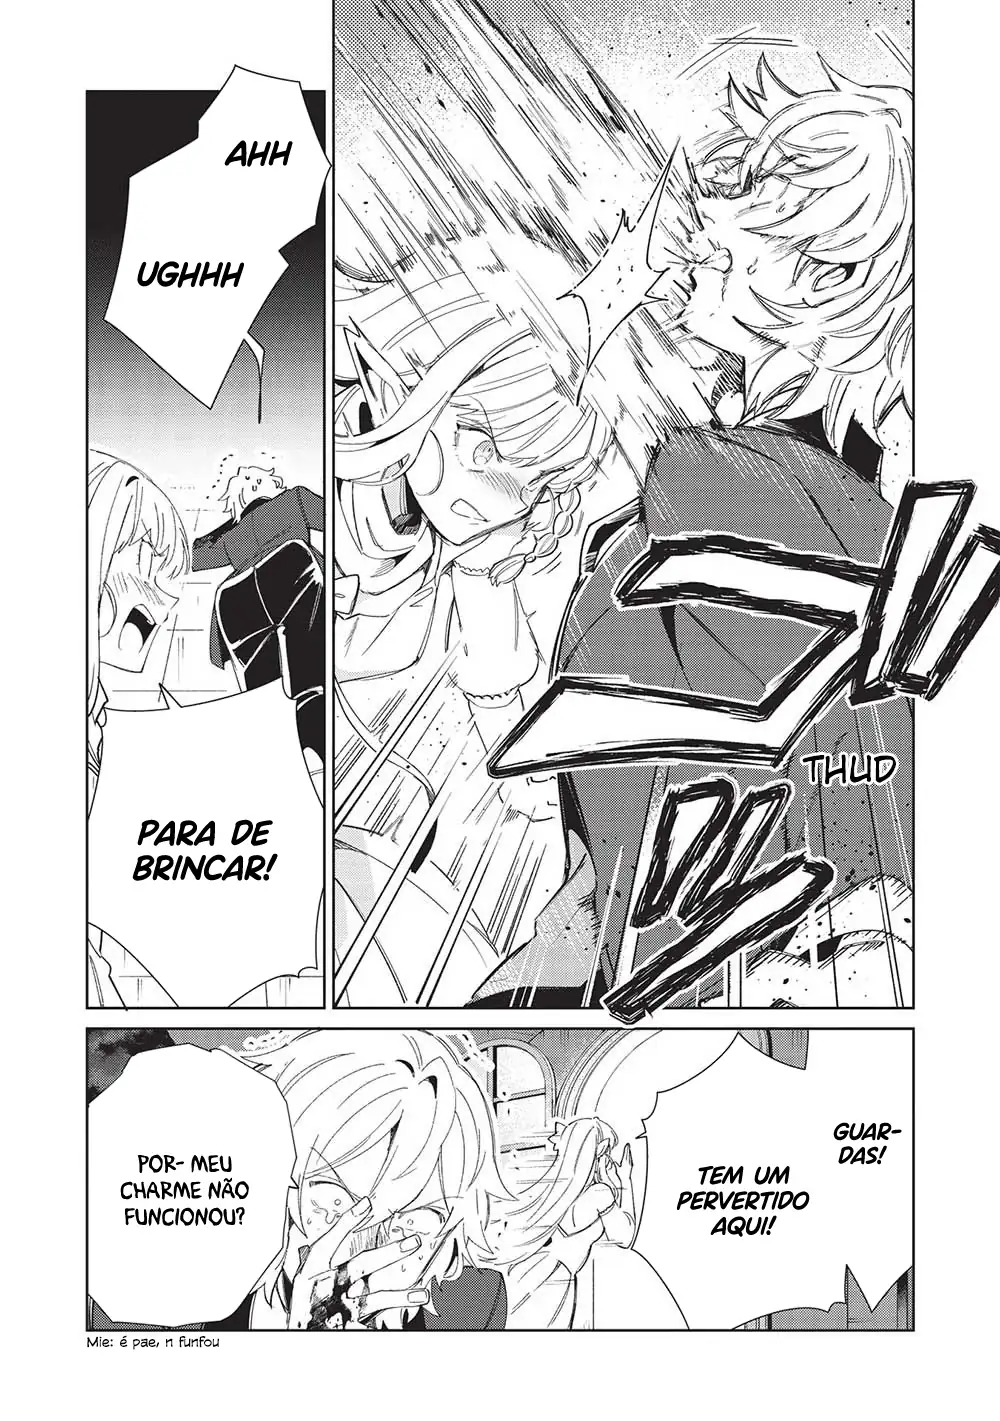 THUD
AHH
UGHHH
PARA DE
BRINCAR!
GUAR-
DAS!
TEM UM
PERVERTIDO
AQUI!
POR- MEU
CHARME NÃO
FUNCIONOU?
Mie: é pae, n funfou